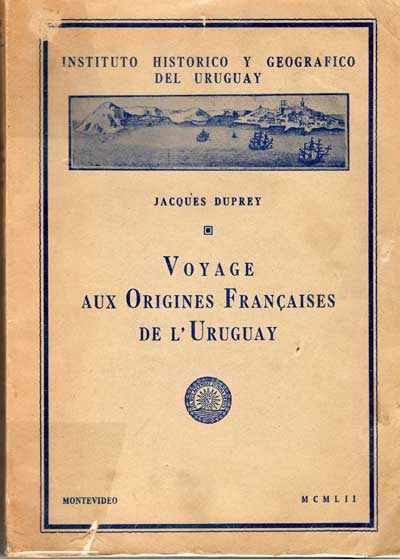 INSTITUTO HISTORICO Y GEOGRAFICO
DEL URUGUAY
JACQUES DUPREY
VOYAGE
AUX ORIGINES FRANÇAISES
DE L'URUGUAY
MONTEVIDEO MCMLII